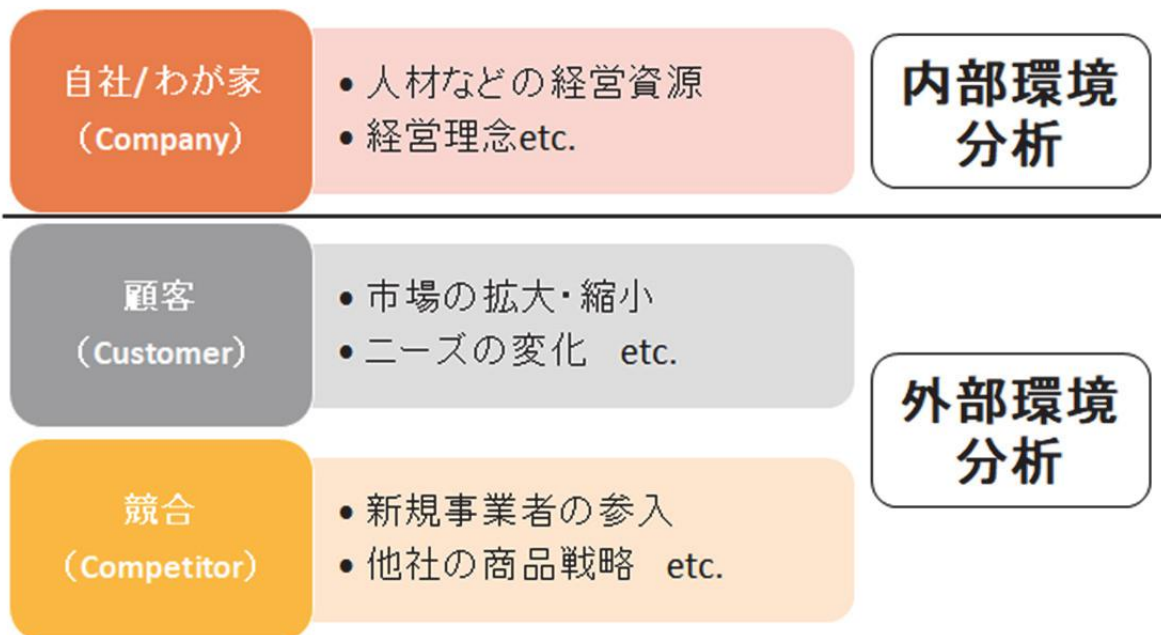 自社/わが家
（Company）
• 人材などの経営資源
• 経営理念etc.
内部環境
分析
顧客
（Customer）
• 市場の拡大・縮小
• ニーズの変化　etc.
競合
（Competitor）
• 新規事業者の参入
• 他社の商品戦略　etc.
外部環境
分析